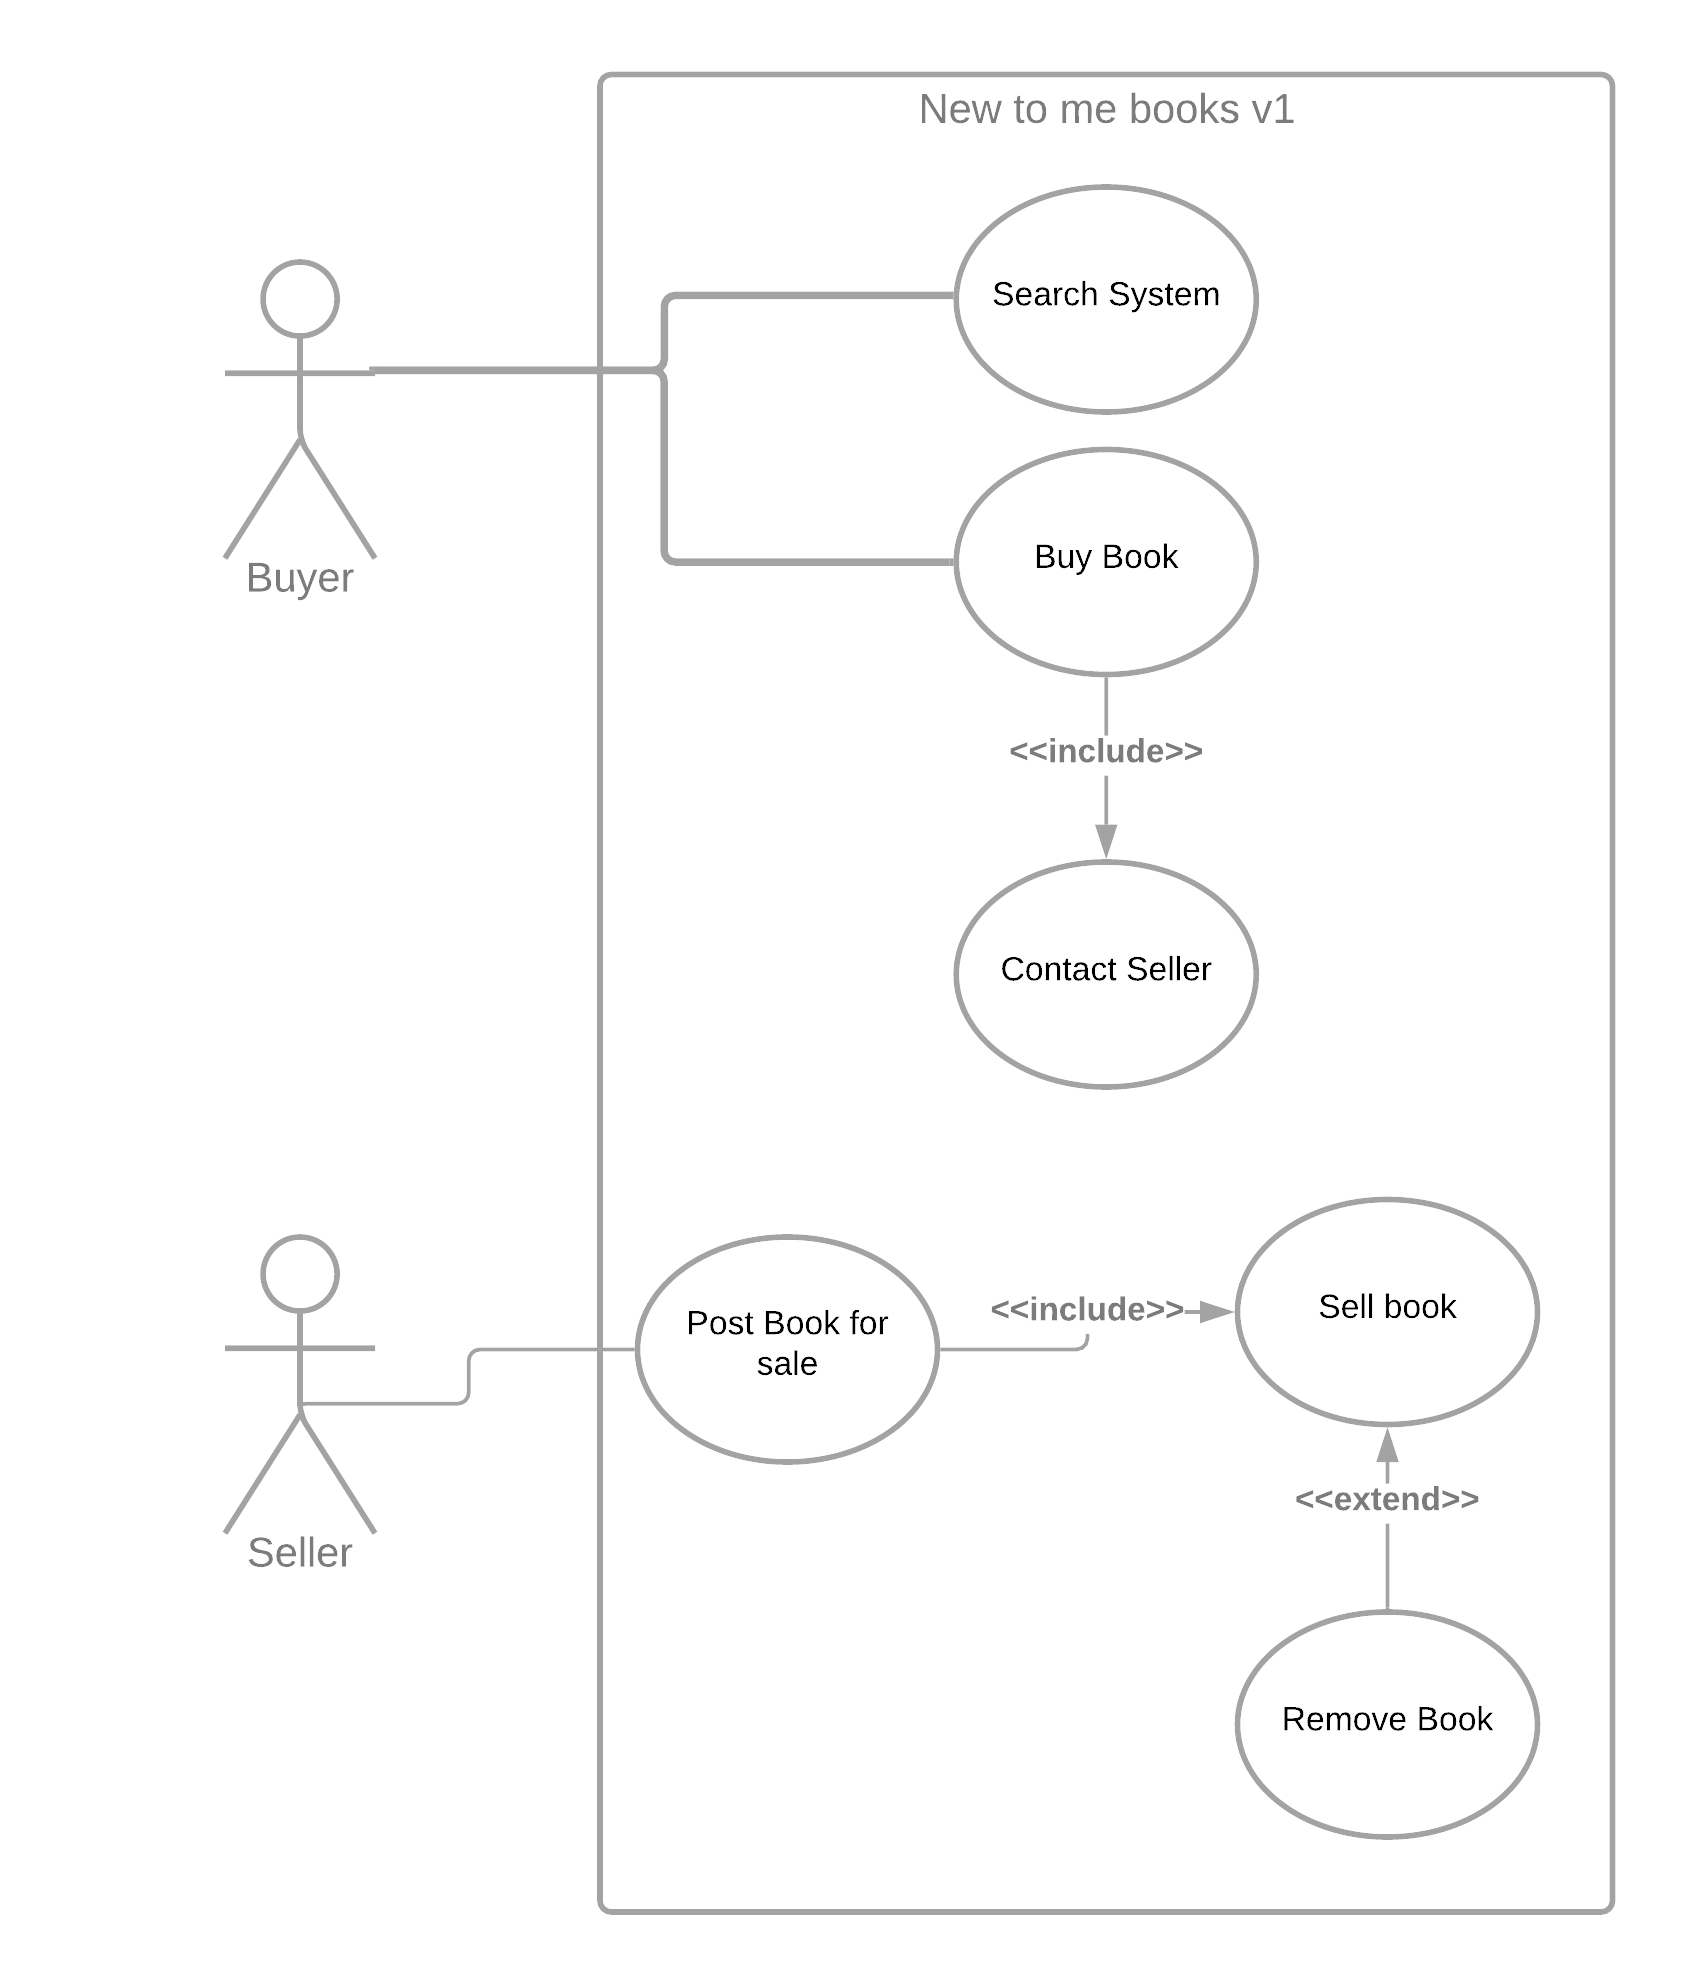 New to me books v1
Search System
Buy Book
Buyer
<<include>>
Contact Seller
Sell book
<<include>>
Post Book for
sale
<<extend>>
Seller
Remove Book